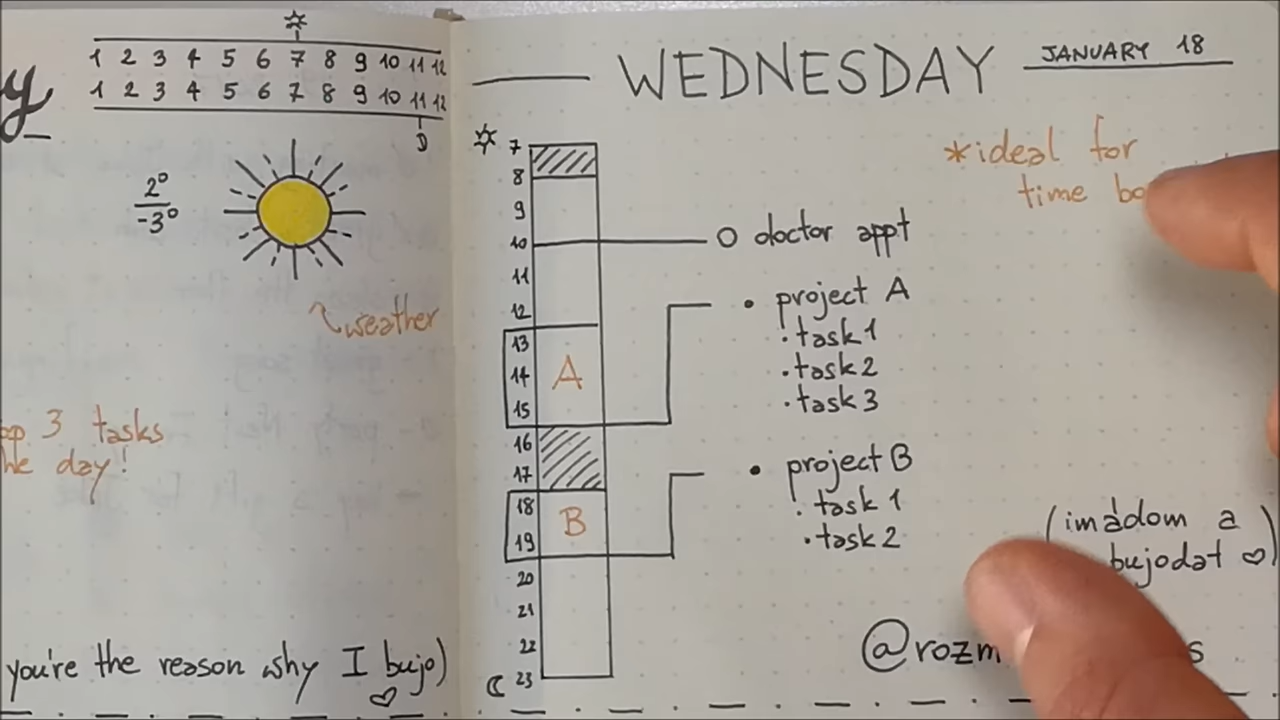 1 2 3 4 5 6 7 8 9 10 11 12
1 2 3 4 5 6 7 8 9 10 11 12
D
2°
-3°
weather
3 tasks
day!
you're the reason why I bujo)
WEDNESDAY
JANUARY 18
*ideal for
time
7
8
9
10
11
12
13
14
15
16
17
18
19
20
21
22
23
A
B
doctor appt
• project A
· task 1
· task 2
· task 3
• project B
· task 1
· task 2
(imádom a
bujodat ♡)